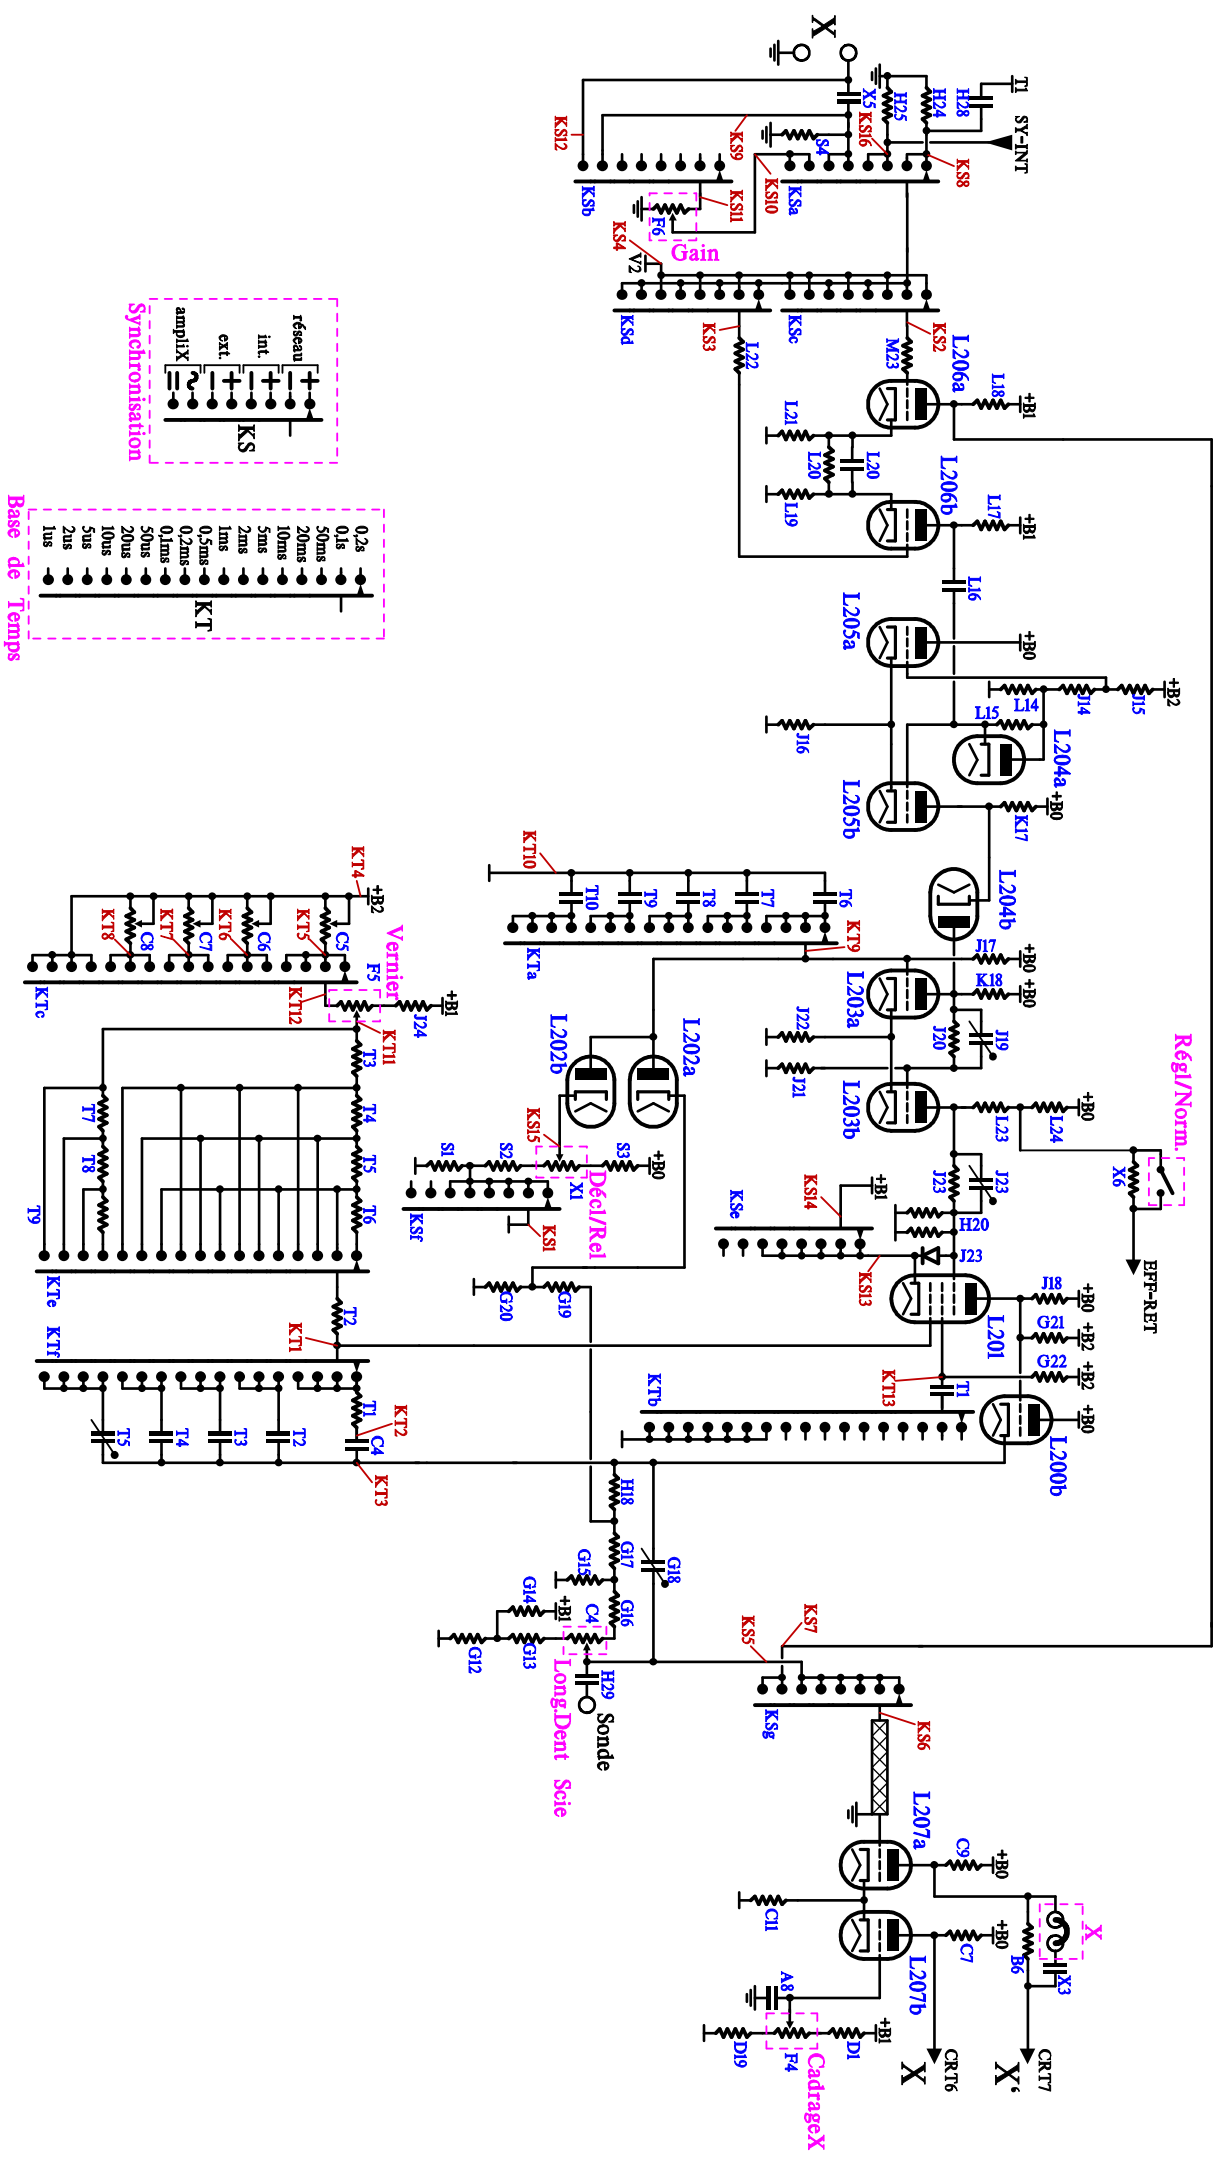 X
X5
H25
H24
H28
T1
SY-INT
KS16
KS8
S4
KS9
KS12
KS10
KS11
KSb
KSa
F6
Gain
KS4
V2
KSd
KSc
KS3
KS2
L22
M23
L206a
L18
+B1
L21
L20
L20
L19
L206b
L17
+B1
L16
L205a
+B0
L14
J14
J15
+B2
L15
J16
L204a
L205b
K17
+B0
L204b
KT10
T10
T9
T8
T7
T6
KT9
KTa
J17
+B0
K18
+B0
L203a
J22
J21
J20
J19
L203b
L23
L24
+B0
Régl/Norm.
X6
EFF-RET
L202b
L202a
KS15
S1
S2
X1
S3
+B0
Décl/Rel
KSf
KS1
KS14
+B1
KSe
J23
J23
H20
J23
KS13
L201
J18
+B0
G21
+B2
G22
+B2
G20
G19
KT13
T1
KTb
L200b
+B0
réseau
int.
ext.
ampliX
+
−
+
−
+
−
~
=
KS
Synchronisation
0,2s
0,1s
50ms
20ms
10ms
5ms
2ms
1ms
0,5ms
0,2ms
0,1ms
50us
20us
10us
5us
2us
1us
KT
Base de Temps
KT4
+B2
KT8
C8
KT7
C7
KT6
C6
KT5
C5
Vernier
KTc
KT12
F5
J24
+B1
KT11
T3
T7
T4
T8
T5
T9
T6
KTe
T2
KT1
KTf
T1
KT2
C4
T5
T4
T3
T2
KT3
H18
G17
G15
G16
G18
G14
+B1
C4
G12
G13
H29
Sonde
Long.Dent Scie
KS5
KS7
KSg
KS6
L207a
C9
+B0
C11
L207b
C7
+B0
X
B6
X3
A8
D19
F4
D1
+B1
CadrageX
CRT6
X
CRT7
X'